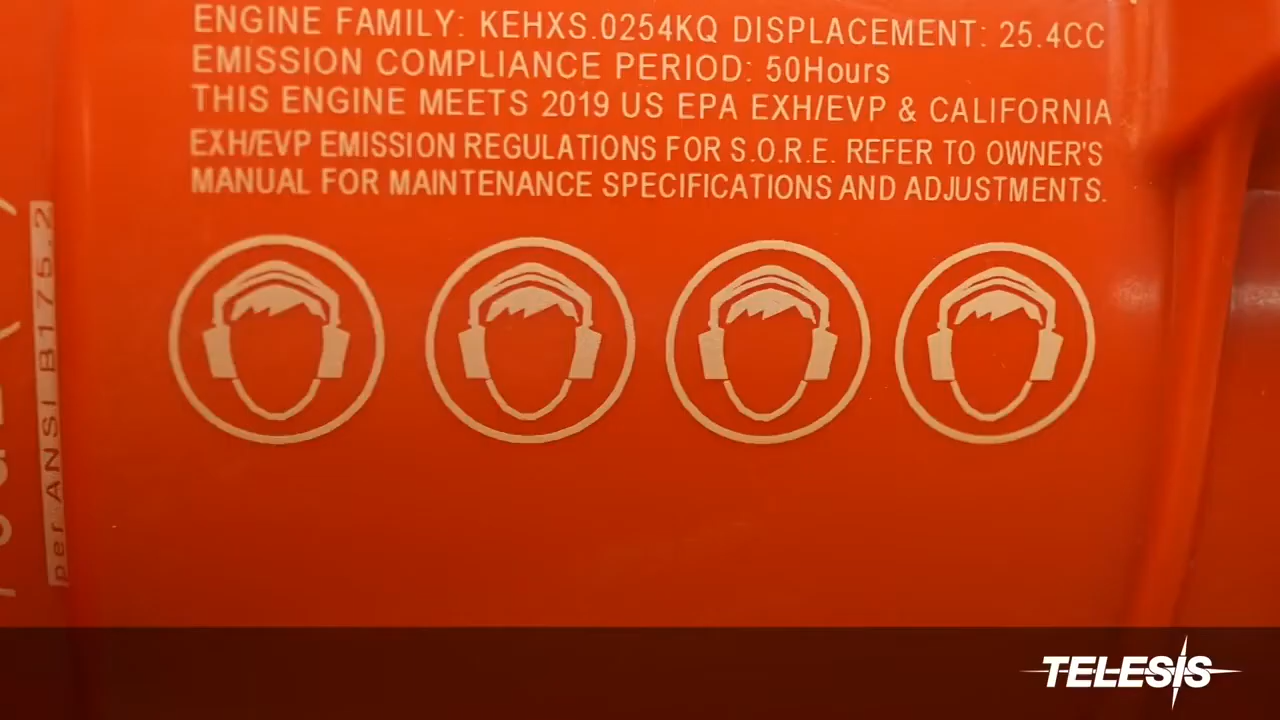 ENGINE FAMILY: KEHXS.0254KQ DISPLACEMENT: 25.4CC
EMISSION COMPLIANCE PERIOD: 50Hours
THIS ENGINE MEETS 2019 US EPA EXH/EVP & CALIFORNIA
EXH/EVP EMISSION REGULATIONS FOR S.O.R.E. REFER TO OWNER'S
MANUAL FOR MAINTENANCE SPECIFICATIONS AND ADJUSTMENTS.
per ANSI B175.2
TELESIS